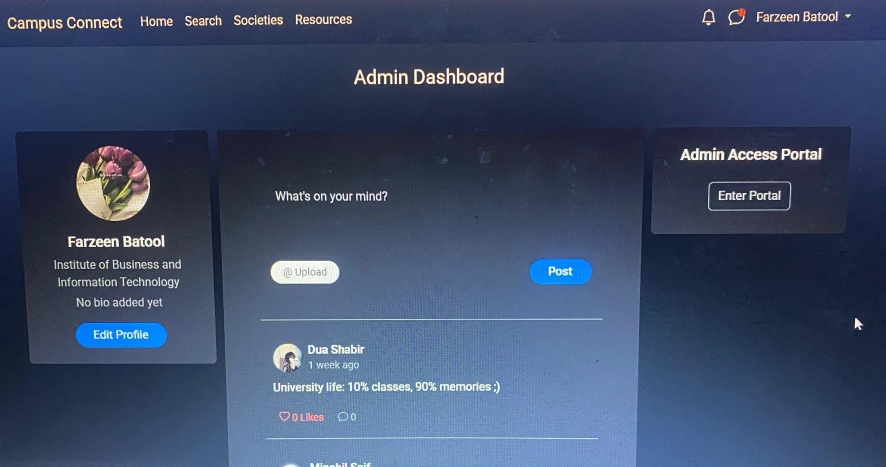 Campus Connect Home Search Societies Resources Farzeen Batool
Admin Dashboard
Farzeen Batool
Institute of Business and
Information Technology
No bio added yet
Edit Profile
What's on your mind?
@ Upload
Post
Dua Shabir
1 week ago
University life: 10% classes, 90% memories ;)
0 Likes 0
Admin Access Portal
Enter Portal